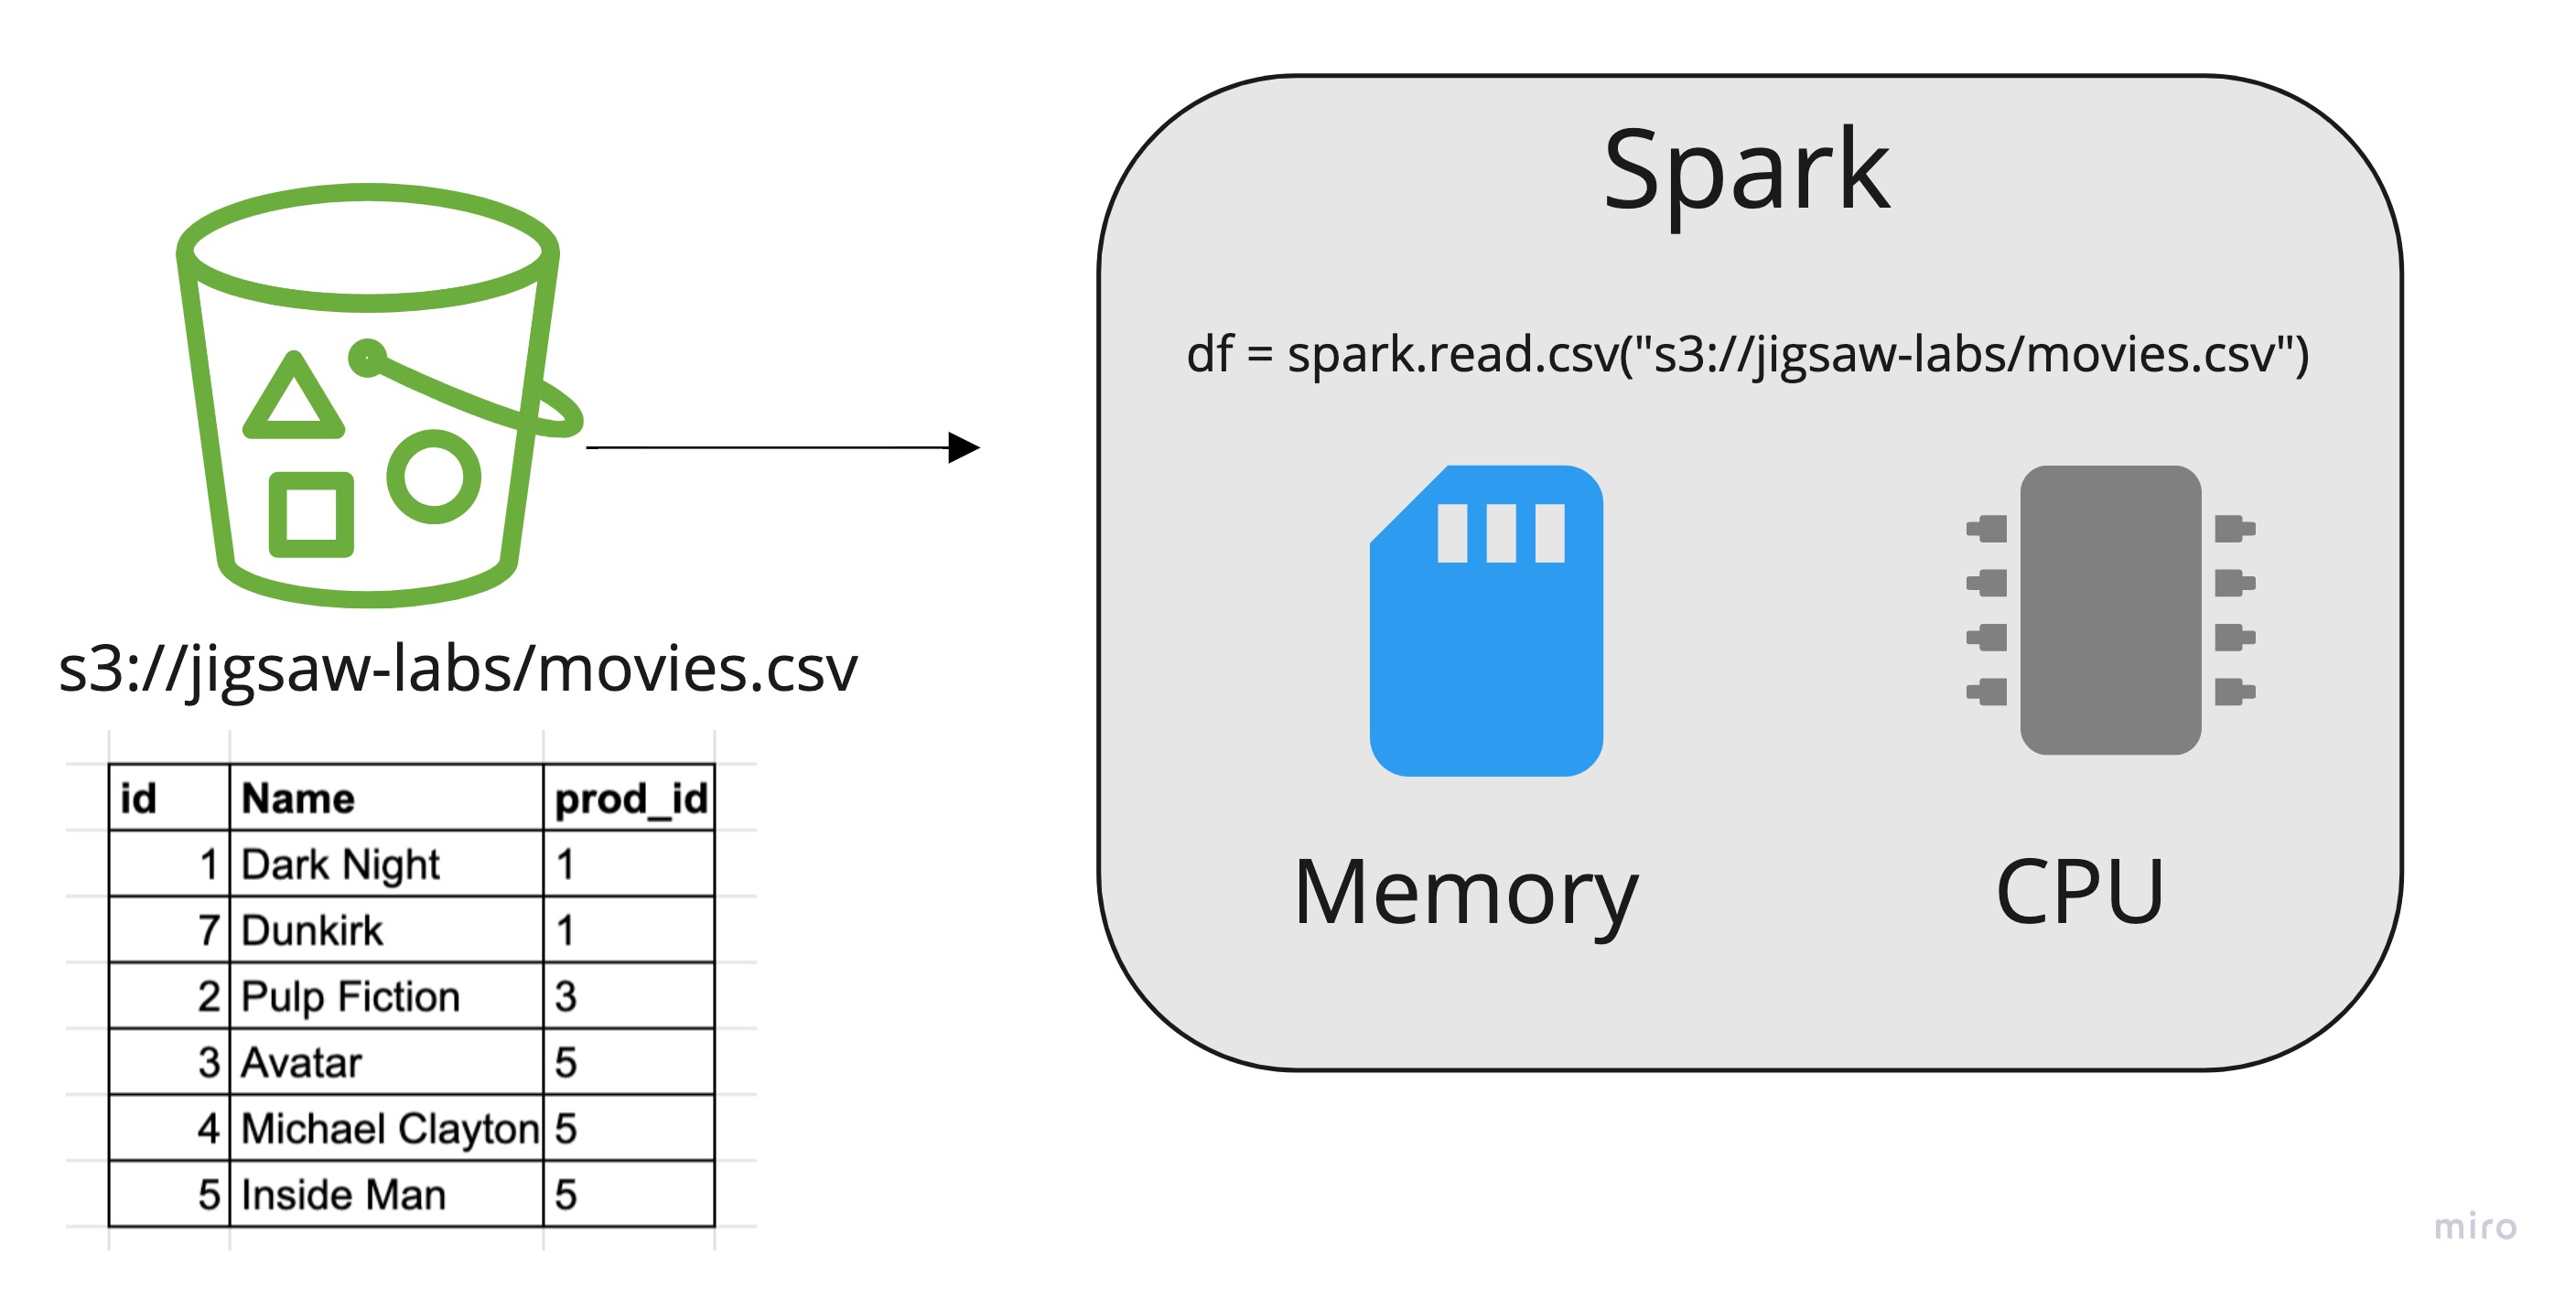 Spark
df = spark.read.csv("s3://jigsaw-labs/movies.csv")
Memory
CPU
s3://jigsaw-labs/movies.csv
id Name prod_id
1 Dark Night 1
7 Dunkirk 1
2 Pulp Fiction 3
3 Avatar 5
4 Michael Clayton 5
5 Inside Man 5
miro